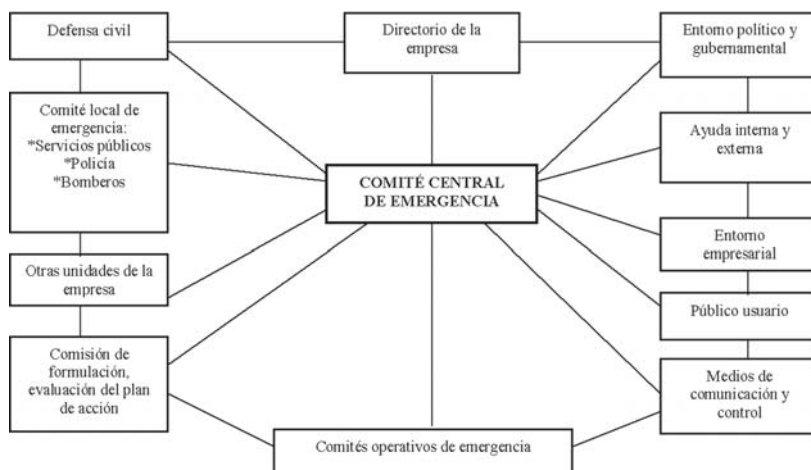 Defensa civil
Directorio de la
empresa
Entorno político y
gubernamental
Comité local de
emergencia:
*Servicios públicos
*Policía
*Bomberos
Ayuda interna y
externa
COMITÉ CENTRAL
DE EMERGENCIA
Entorno
empresarial
Otras unidades de la
empresa
Público usuario
Comisión de
formulación,
evaluación del plan
de acción
Medios de
comunicación y
control
Comités operativos de emergencia